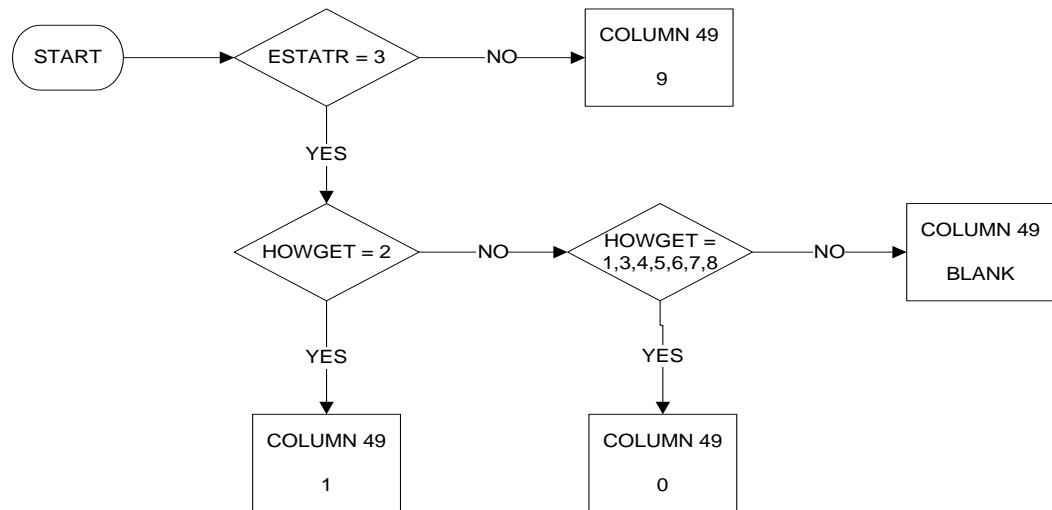 START
ESTATR = 3
NO
COLUMN 49
9
YES
HOWGET = 2
NO
HOWGET =
1,3,4,5,6,7,8
NO
COLUMN 49
BLANK
YES
YES
COLUMN 49
1
COLUMN 49
0